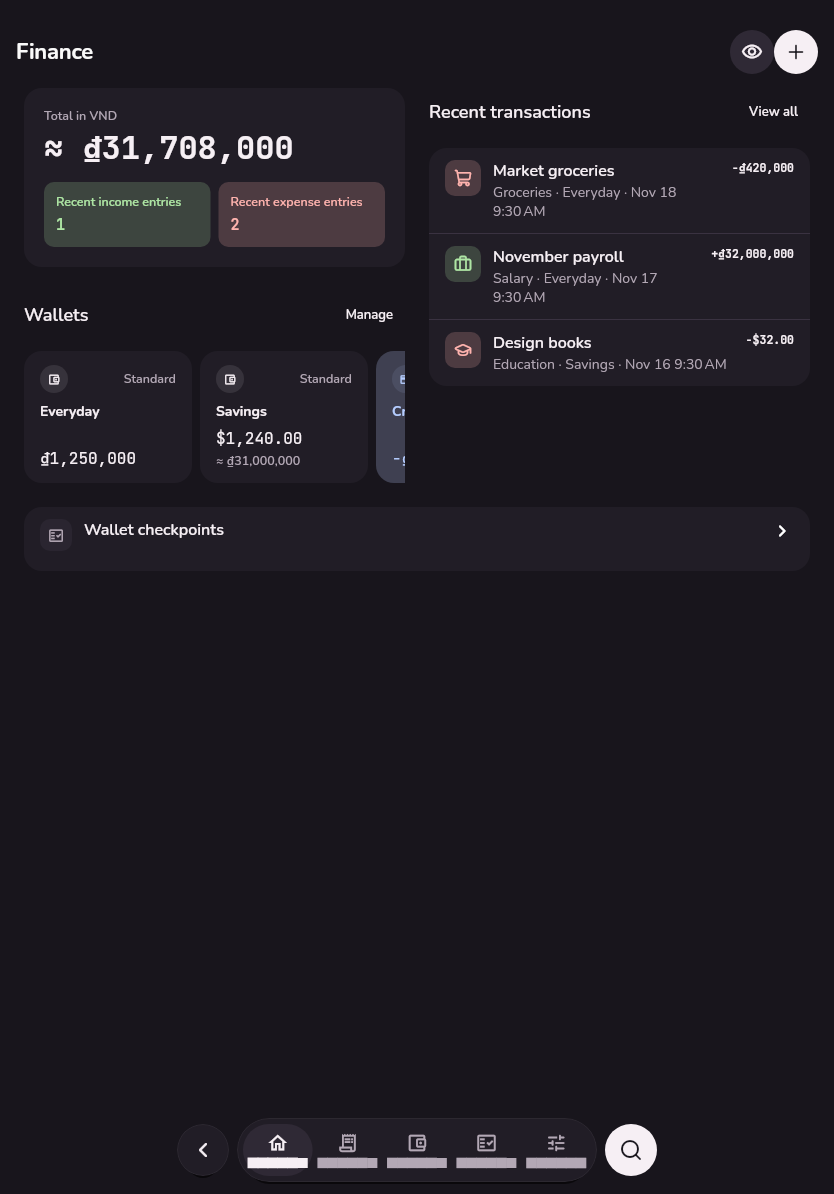 Finance
Total in VND
≈ ₫31,708,000
Recent income entries
1
Recent expense entries
2
Wallets
Manage
Standard
Everyday
₫1,250,000
Standard
Savings
$1,240.00
≈ ₫31,000,000
Recent transactions
View all
Market groceries
-₫420,000
Groceries · Everyday · Nov 18
9:30 AM
November payroll
+₫32,000,000
Salary · Everyday · Nov 17
9:30 AM
Design books
-$32.00
Education · Savings · Nov 16 9:30 AM
Wallet checkpoints